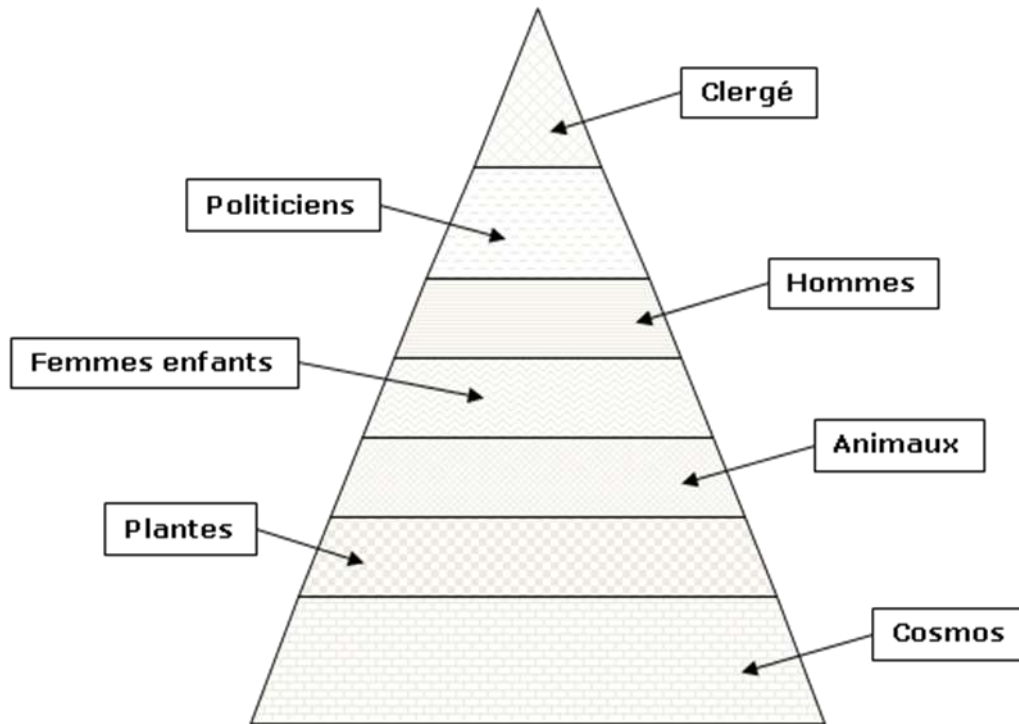 Clergé
Politiciens
Hommes
Femmes enfants
Animaux
Plantes
Cosmos